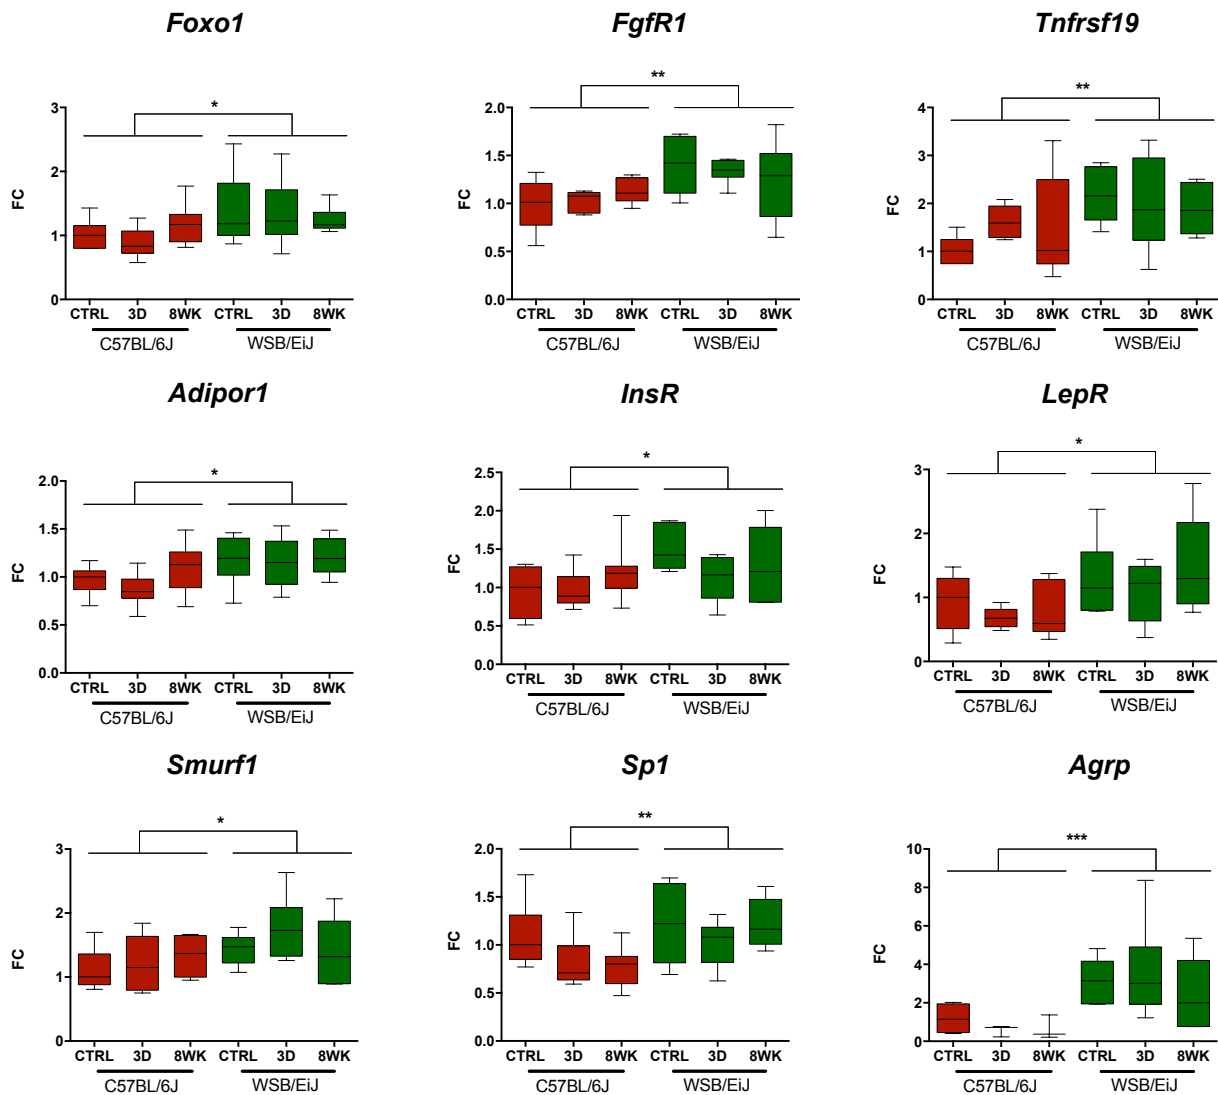 Foxo1
FgfR1
Tnfrsf19
*
**
**
FC
3
2
1
0
FC
2.0
1.5
1.0
0.5
0.0
FC
4
3
2
1
0
CTRL 3D 8WK CTRL 3D 8WK
C57BL/6J WSB/EiJ
CTRL 3D 8WK CTRL 3D 8WK
C57BL/6J WSB/EiJ
CTRL 3D 8WK CTRL 3D 8WK
C57BL/6J WSB/EiJ
Adipor1
InsR
LepR
*
*
*
FC
2.0
1.5
1.0
0.5
0.0
FC
2.5
2.0
1.5
1.0
0.5
0.0
FC
3
2
1
0
CTRL 3D 8WK CTRL 3D 8WK
C57BL/6J WSB/EiJ
CTRL 3D 8WK CTRL 3D 8WK
C57BL/6J WSB/EiJ
CTRL 3D 8WK CTRL 3D 8WK
C57BL/6J WSB/EiJ
Smurf1
Sp1
Agrp
*
**
***
FC
3
2
1
0
FC
2.0
1.5
1.0
0.5
0.0
FC
10
8
6
4
2
0
CTRL 3D 8WK CTRL 3D 8WK
C57BL/6J WSB/EiJ
CTRL 3D 8WK CTRL 3D 8WK
C57BL/6J WSB/EiJ
CTRL 3D 8WK CTRL 3D 8WK
C57BL/6J WSB/EiJ